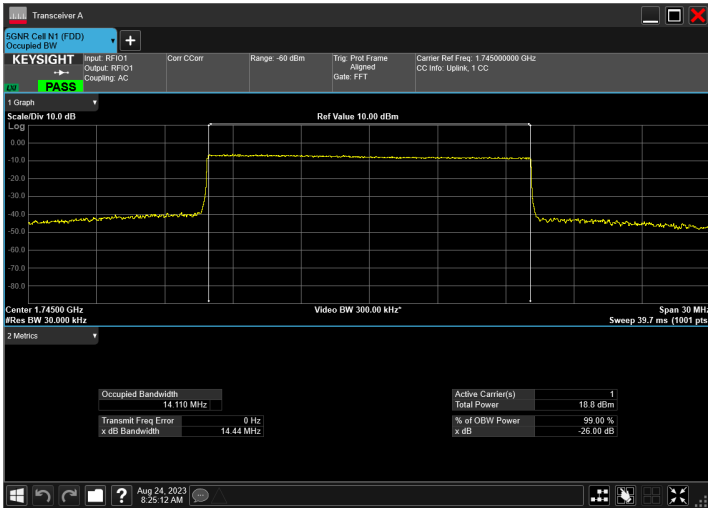 Transceiver A
5GNR Cell N1 (FDD)
Occupied BW
KEYSIGHT
PASS
Input: RFIO1
Output: RFIO1
Coupling: AC
Corr CCorr
Range: -60 dBm
Trig: Prot Frame
Aligned
Gate: FFT
Carrier Ref Freq: 1.745000000 GHz
CC Info: Uplink, 1 CC
1 Graph
Scale/Div 10.0 dB
Ref Value 10.00 dBm
Log
0.00
-10.0
-20.0
-30.0
-40.0
-50.0
-60.0
-70.0
-80.0
Center 1.74500 GHz
Video BW 300.00 kHz*
Span 30 MHz
#Res BW 30.000 kHz
Sweep 39.7 ms (1001 pts
2 Metrics
Occupied Bandwidth
14.110 MHz
Transmit Freq Error 0 Hz
x dB Bandwidth 14.44 MHz
Active Carrier(s) 1
Total Power 18.8 dBm
% of OBW Power 99.00 %
x dB -26.00 dB
?
Aug 24, 2023
8:25:12 AM